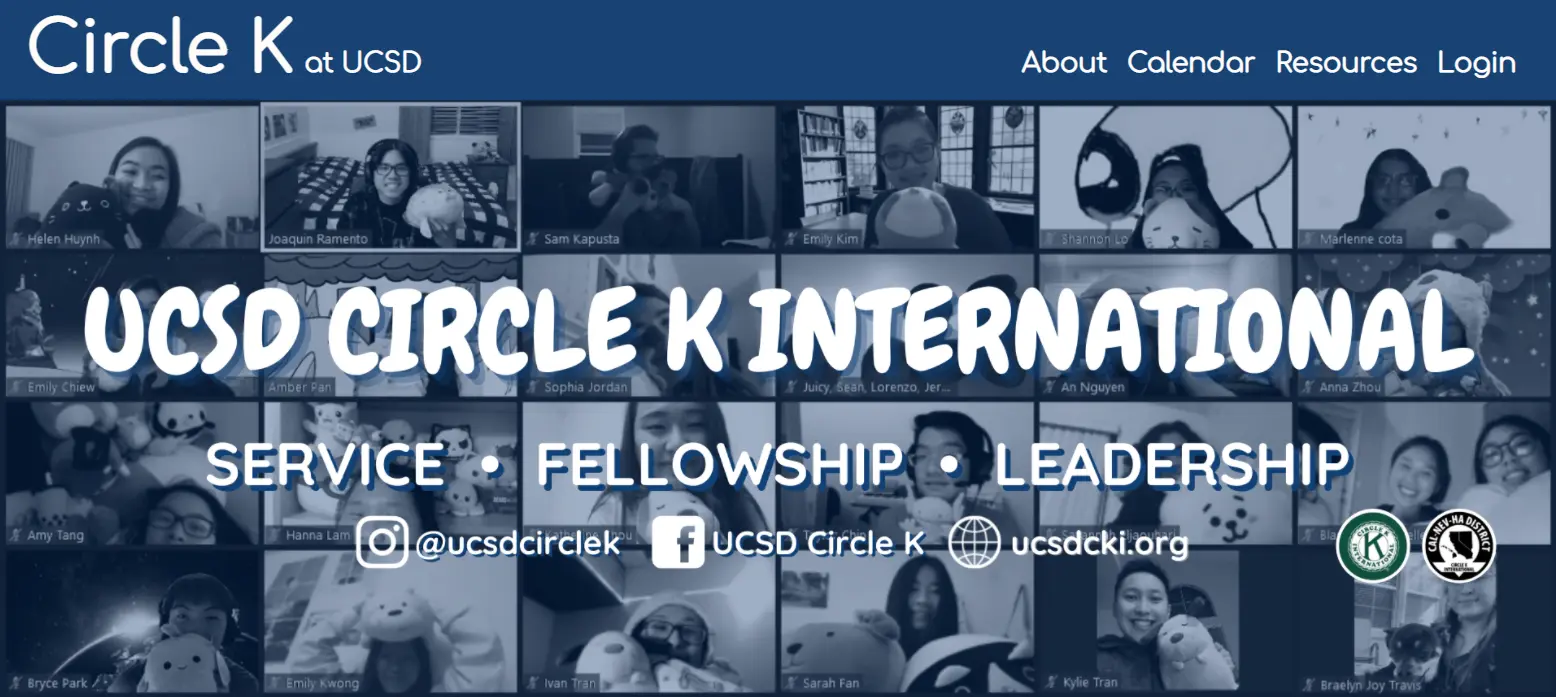 Circle K at UCSD
About Calendar Resources Login
Helen Huynh
Joaquin Ramento
Sam Kapusta
Emily Kim
Shannon Lo
Marlenne cota
UCSD CIRCLE K INTERNATIONAL
Emily Chiew
Amber Pan
Sophia Jordan
Juicy, Sean, Lorenzo, Jer...
An Nguyen
Anna Zhou
SERVICE • FELLOWSHIP • LEADERSHIP
Amy Tang
Hanna Lam
@ucsdcirclek
UCSD Circle K
ucsdcki.org
CIRCLE K INTERNATIONAL
K
CAL-NEV-HA DISTRICT
CIRCLE K
INTERNATIONAL
Bryce Park
Emily Kwong
Ivan Tran
Sarah Fan
Kylie Tran
Braelyn Joy Travis